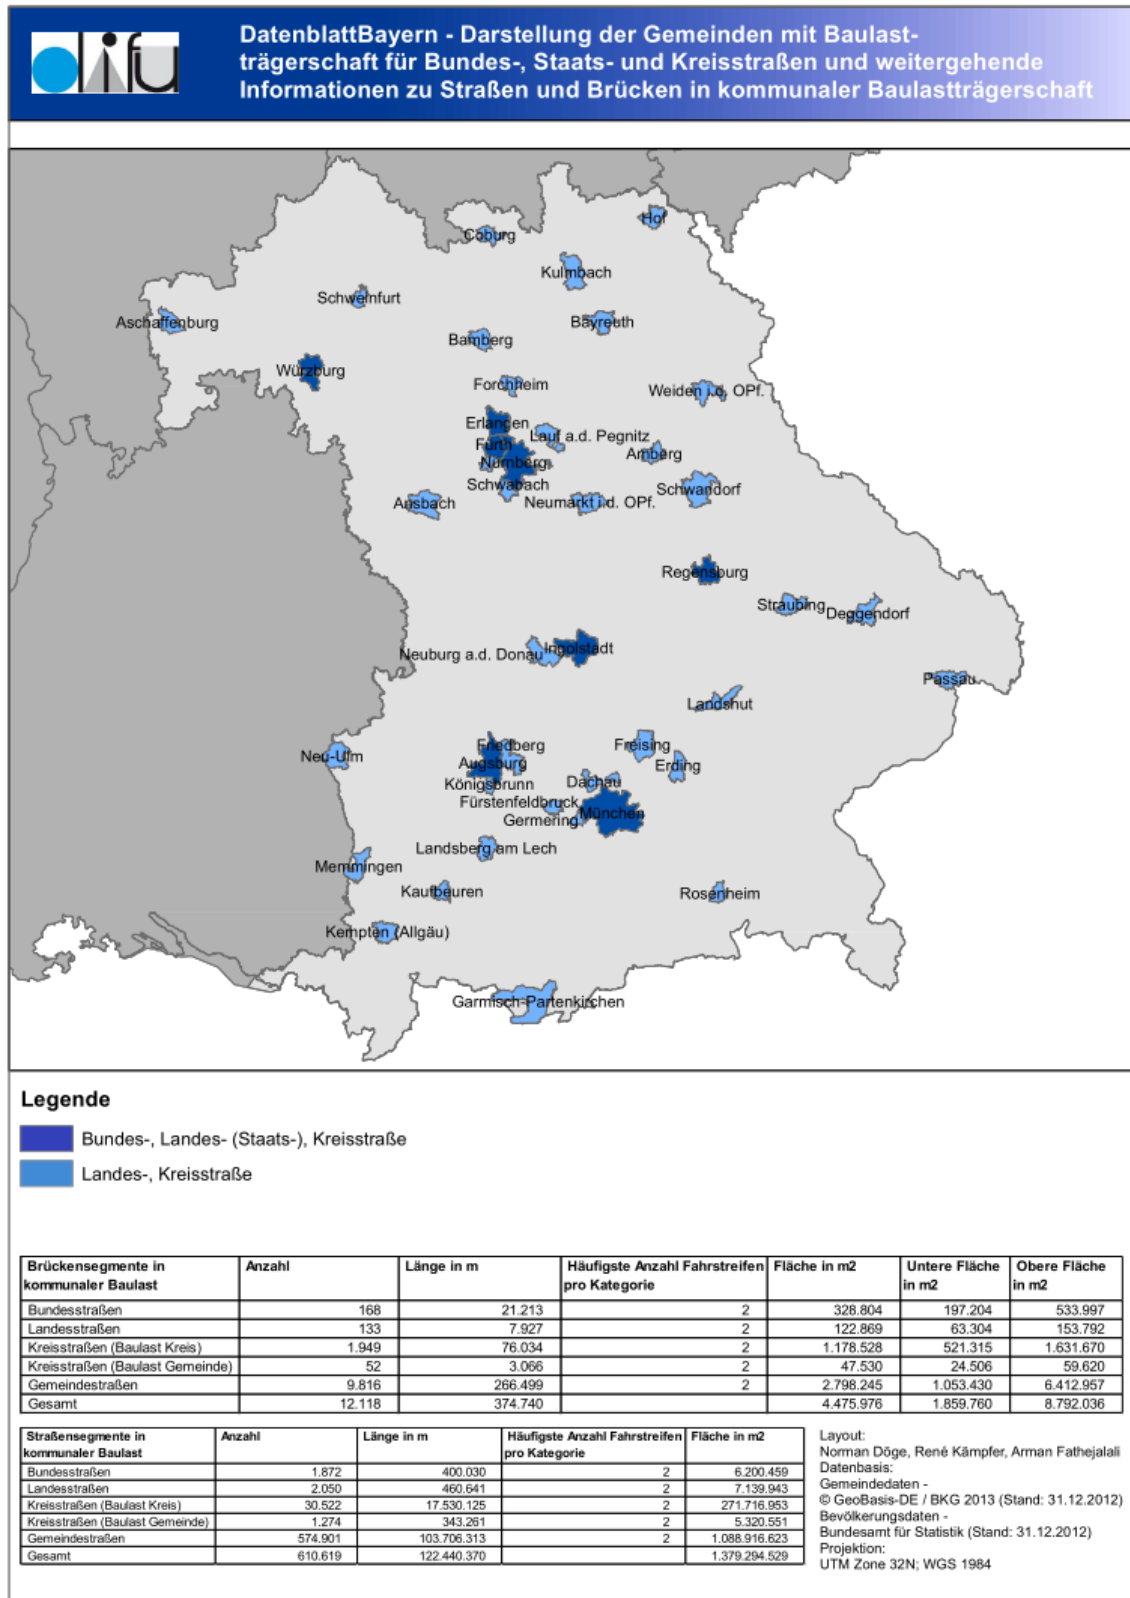 difu
DatenblattBayern - Darstellung der Gemeinden mit Baulast-
trägerschaft für Bundes-, Staats- und Kreisstraßen und weitergehende
Informationen zu Straßen und Brücken in kommunaler Baulastträgerschaft
Hof
Coburg
Kulmbach
Schweinfurt
Aschaffenburg
Bayreuth
Bamberg
Würzburg
Forchheim
Weiden i.d. OPf.
Erlangen
Lauf a.d. Pegnitz
Fürth
Amberg
Nürnberg
Schwabach
Schwandorf
Ansbach
Neumarkt i.d. OPf.
Regensburg
Straubing
Deggendorf
Ingolstadt
Neuburg a.d. Donau
Passau
Landshut
Friedberg
Freising
Neu-Ulm
Augsburg
Erding
Königsbrunn
Dachau
Fürstenfeldbruck
München
Germering
Landsberg am Lech
Memmingen
Kaufbeuren
Rosenheim
Kempten (Allgäu)
Garmisch-Partenkirchen
Legende
Bundes-, Landes- (Staats-), Kreisstraße
Landes-, Kreisstraße
Brückensegmente in kommunaler Baulast Anzahl Länge in m Häufigste Anzahl Fahrstreifen pro Kategorie Fläche in m2 Untere Fläche in m2 Obere Fläche in m2
Bundesstraßen 168 21.213 2 328.804 197.204 533.997
Landesstraßen 133 7.927 2 122.869 63.304 153.792
Kreisstraßen (Baulast Kreis) 1.949 76.034 2 1.178.528 521.315 1.631.670
Kreisstraßen (Baulast Gemeinde) 52 3.066 2 47.530 24.506 59.620
Gemeindestraßen 9.816 266.499 2 2.798.245 1.053.430 6.412.957
Gesamt 12.118 374.740 4.475.976 1.859.760 8.792.036
Straßensegmente in kommunaler Baulast Anzahl Länge in m Häufigste Anzahl Fahrstreifen pro Kategorie Fläche in m2
Bundesstraßen 1.872 400.030 2 6.200.459
Landesstraßen 2.050 460.641 2 7.139.943
Kreisstraßen (Baulast Kreis) 30.522 17.530.125 2 271.716.953
Kreisstraßen (Baulast Gemeinde) 1.274 343.261 2 5.320.551
Gemeindestraßen 574.901 103.706.313 2 1.088.916.623
Gesamt 610.619 122.440.370 1.379.294.529
Layout:
Norman Döge, René Kämpfer, Arman Fathejalali
Datenbasis:
Gemeindedaten -
© GeoBasis-DE / BKG 2013 (Stand: 31.12.2012)
Bevölkerungsdaten -
Bundesamt für Statistik (Stand: 31.12.2012)
Projektion:
UTM Zone 32N; WGS 1984